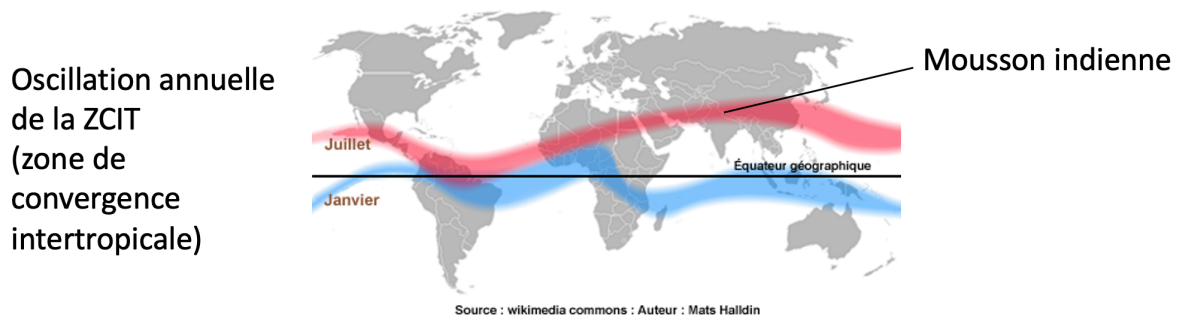 Oscillation annuelle
de la ZCIT
(zone de
convergence
intertropicale)
Mousson indienne
Juillet
Équateur géographique
Janvier
Source : wikimedia commons : Auteur : Mats Halldin